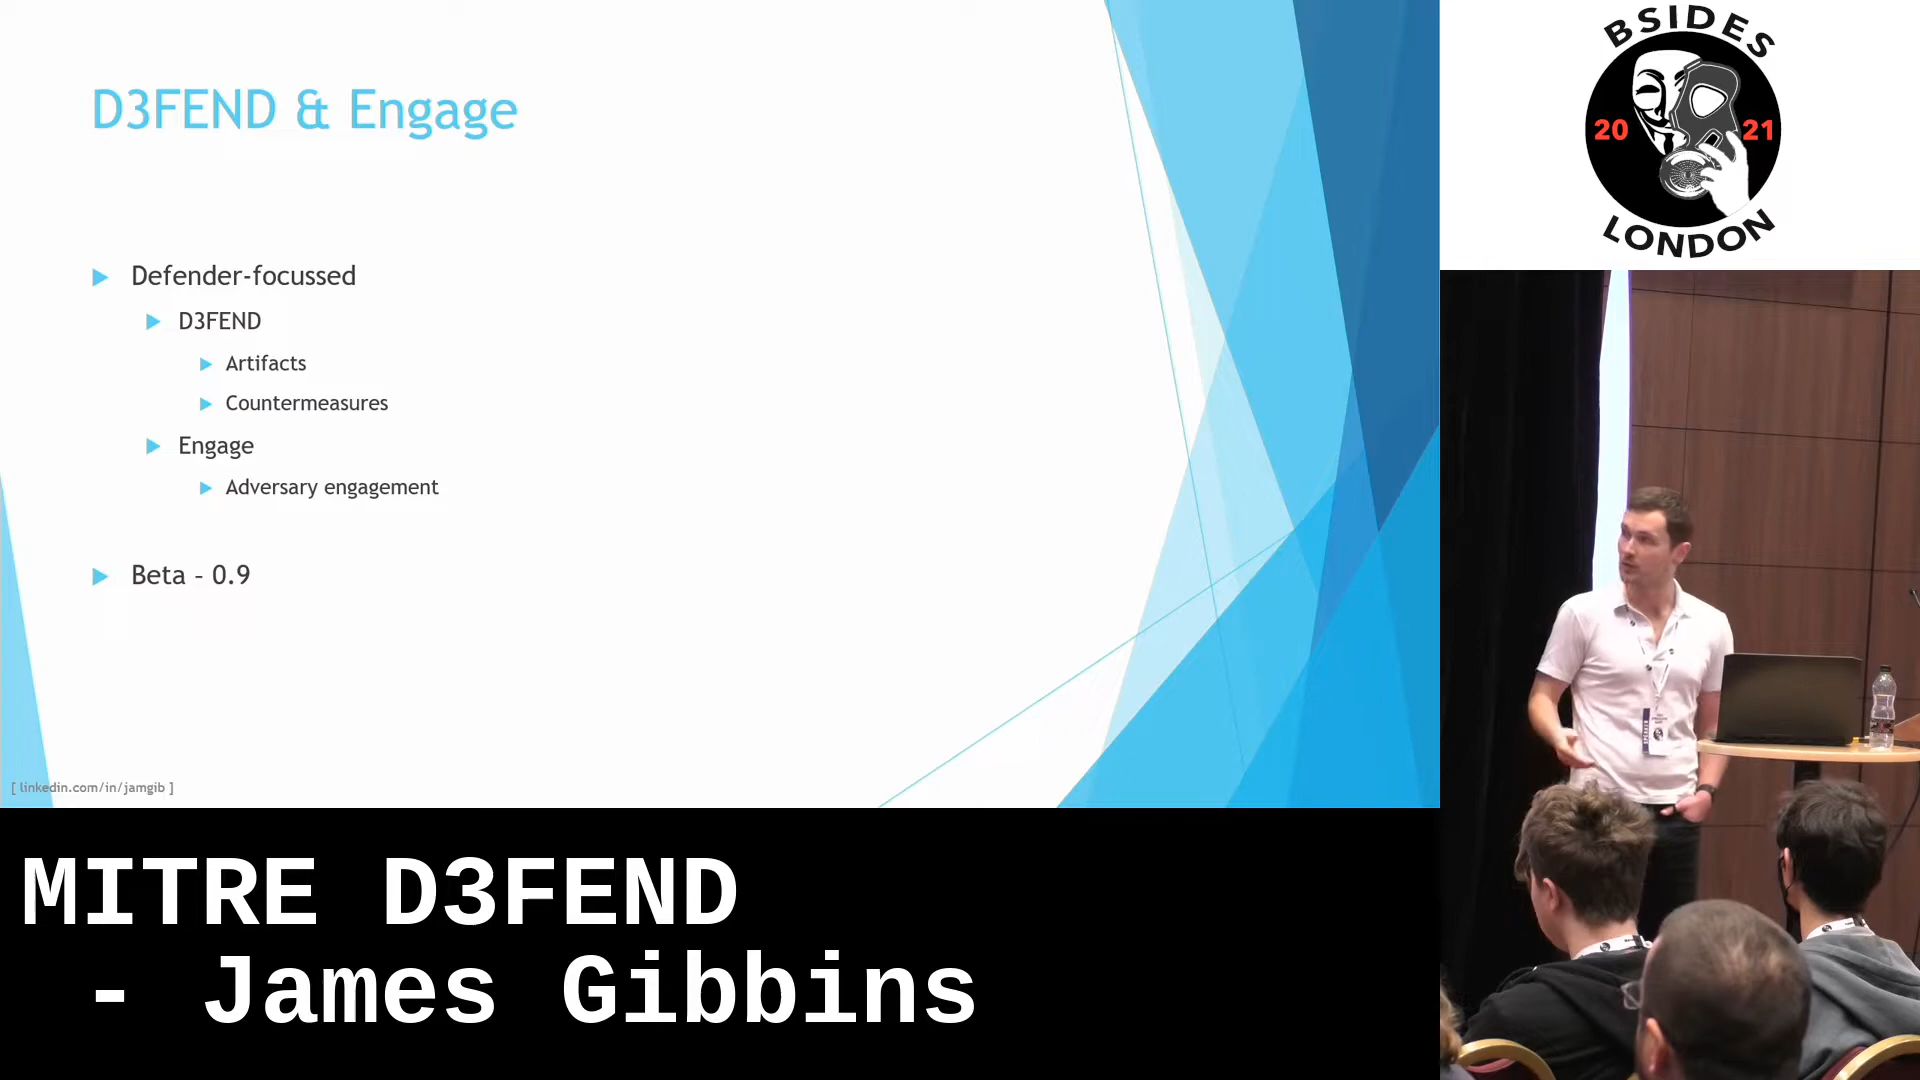 D3FEND & Engage
Defender-focussed
D3FEND
Artifacts
Countermeasures
Engage
Adversary engagement
Beta - 0.9
[ linkedin.com/in/jamgib ]
BSIDES
20 21
LONDON
SPEAKER
MITRE D3FEND
- James Gibbins